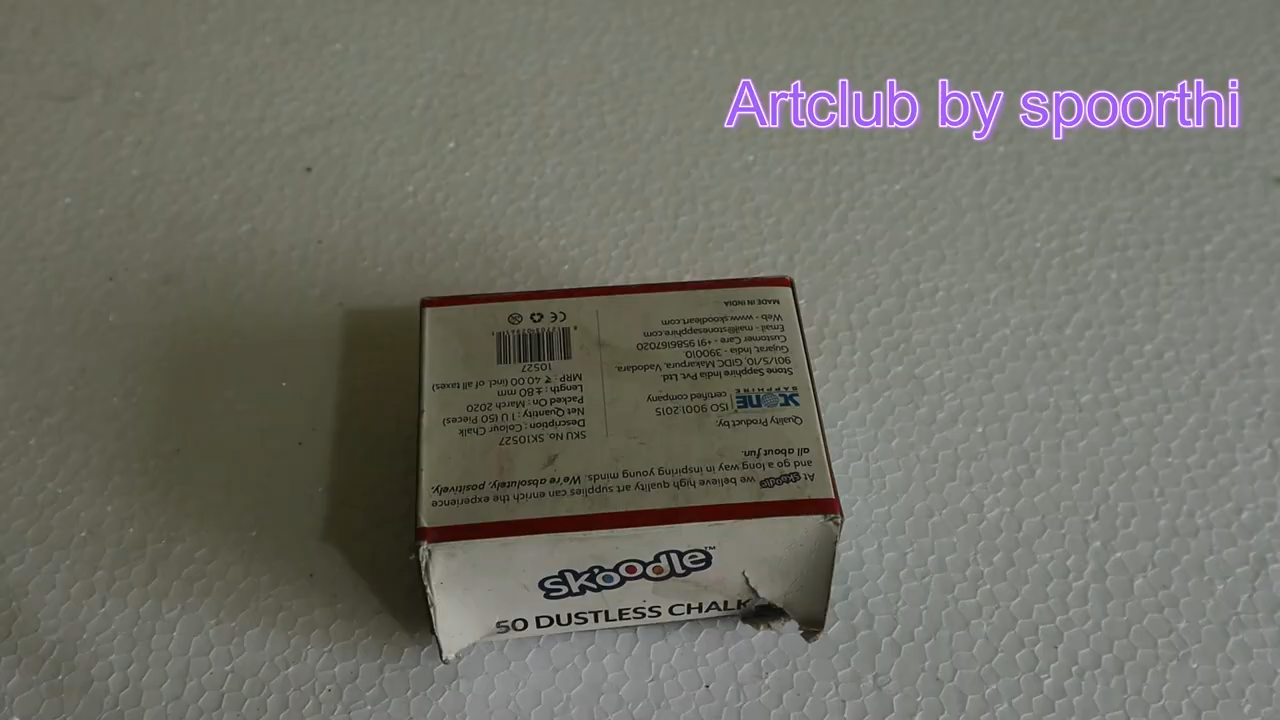 Artclub by spoorthi
At skoodle we believe high quality art supplies can enrich the experience
and go a long way in inspiring young minds. We're absolutely, positively,
all about fun.
Quality Product by:
STONE
SAPPHIRE
ISO 9001:2015
certified company
Stone Sapphire India Pvt. Ltd.
901/5/10, GIDC Makarpura, Vadodara,
Gujarat, India - 390010.
Customer Care - +91 9586167020
Email - mail@stonesapphire.com
Web - www.skoodleart.com
MADE IN INDIA
SKU No. SK10527
Description : Colour Chalk
Net Quantity : 1 U (50 Pieces)
Packed On : March 2020
Length : ±80 mm
MRP : ₹ 40.00 (incl. of all taxes)
10527
CE
skoodle™
50 DUSTLESS CHALK